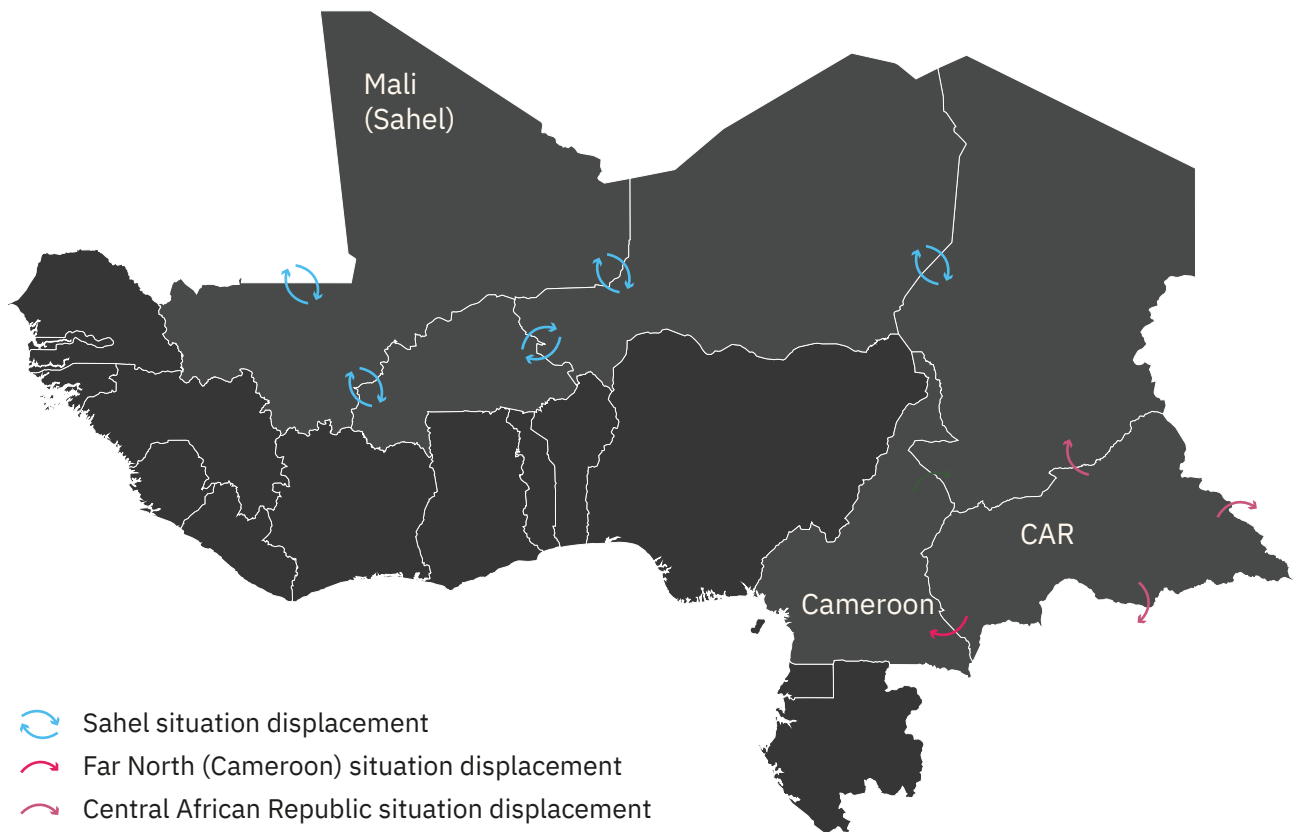 Mali
(Sahel)
CAR
Cameroon
Sahel situation displacement
Far North (Cameroon) situation displacement
Central African Republic situation displacement